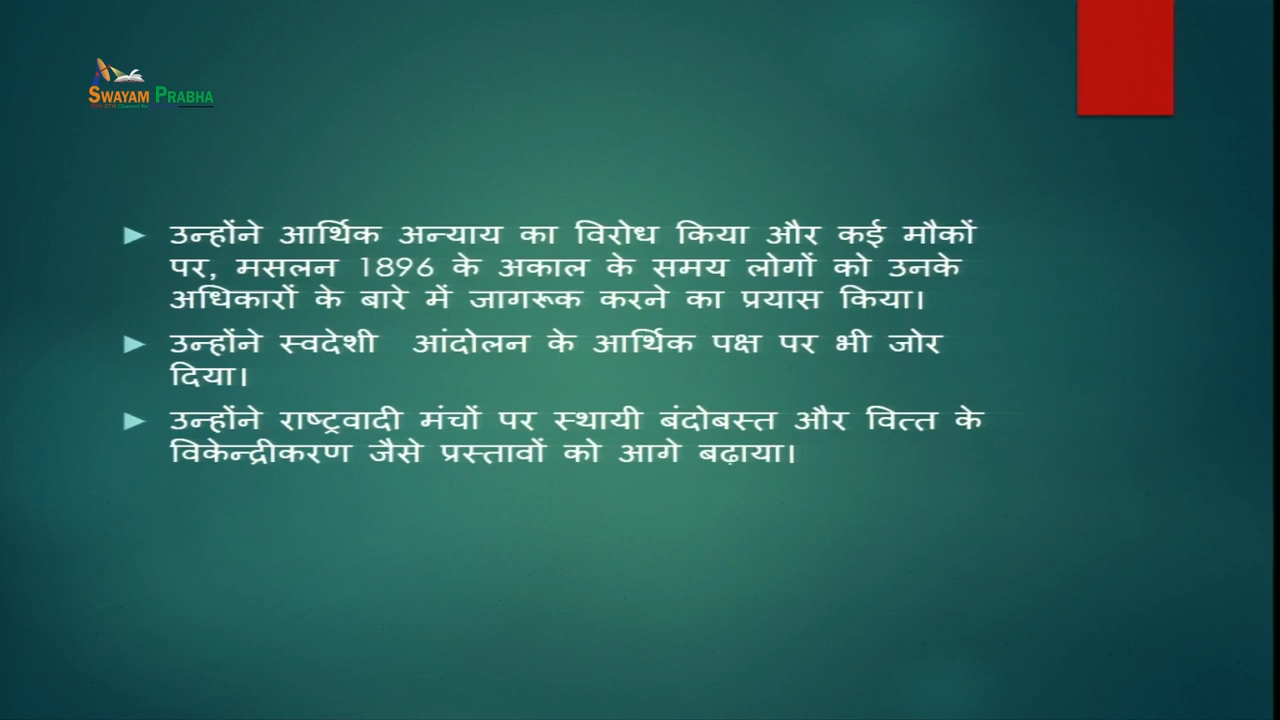 SWAYAM PRABHA
उन्होंने आर्थिक अन्याय का विरोध किया और कई मौकों
पर, मसलन 1896 के अकाल के समय लोगों को उनके
अधिकारों के बारे में जागरूक करने का प्रयास किया।
उन्होंने स्वदेशी आंदोलन के आर्थिक पक्ष पर भी जोर
दिया।
उन्होंने राष्ट्रवादी मंचों पर स्थायी बंदोबस्त और वित्त के
विकेन्द्रीकरण जैसे प्रस्तावों को आगे बढ़ाया।